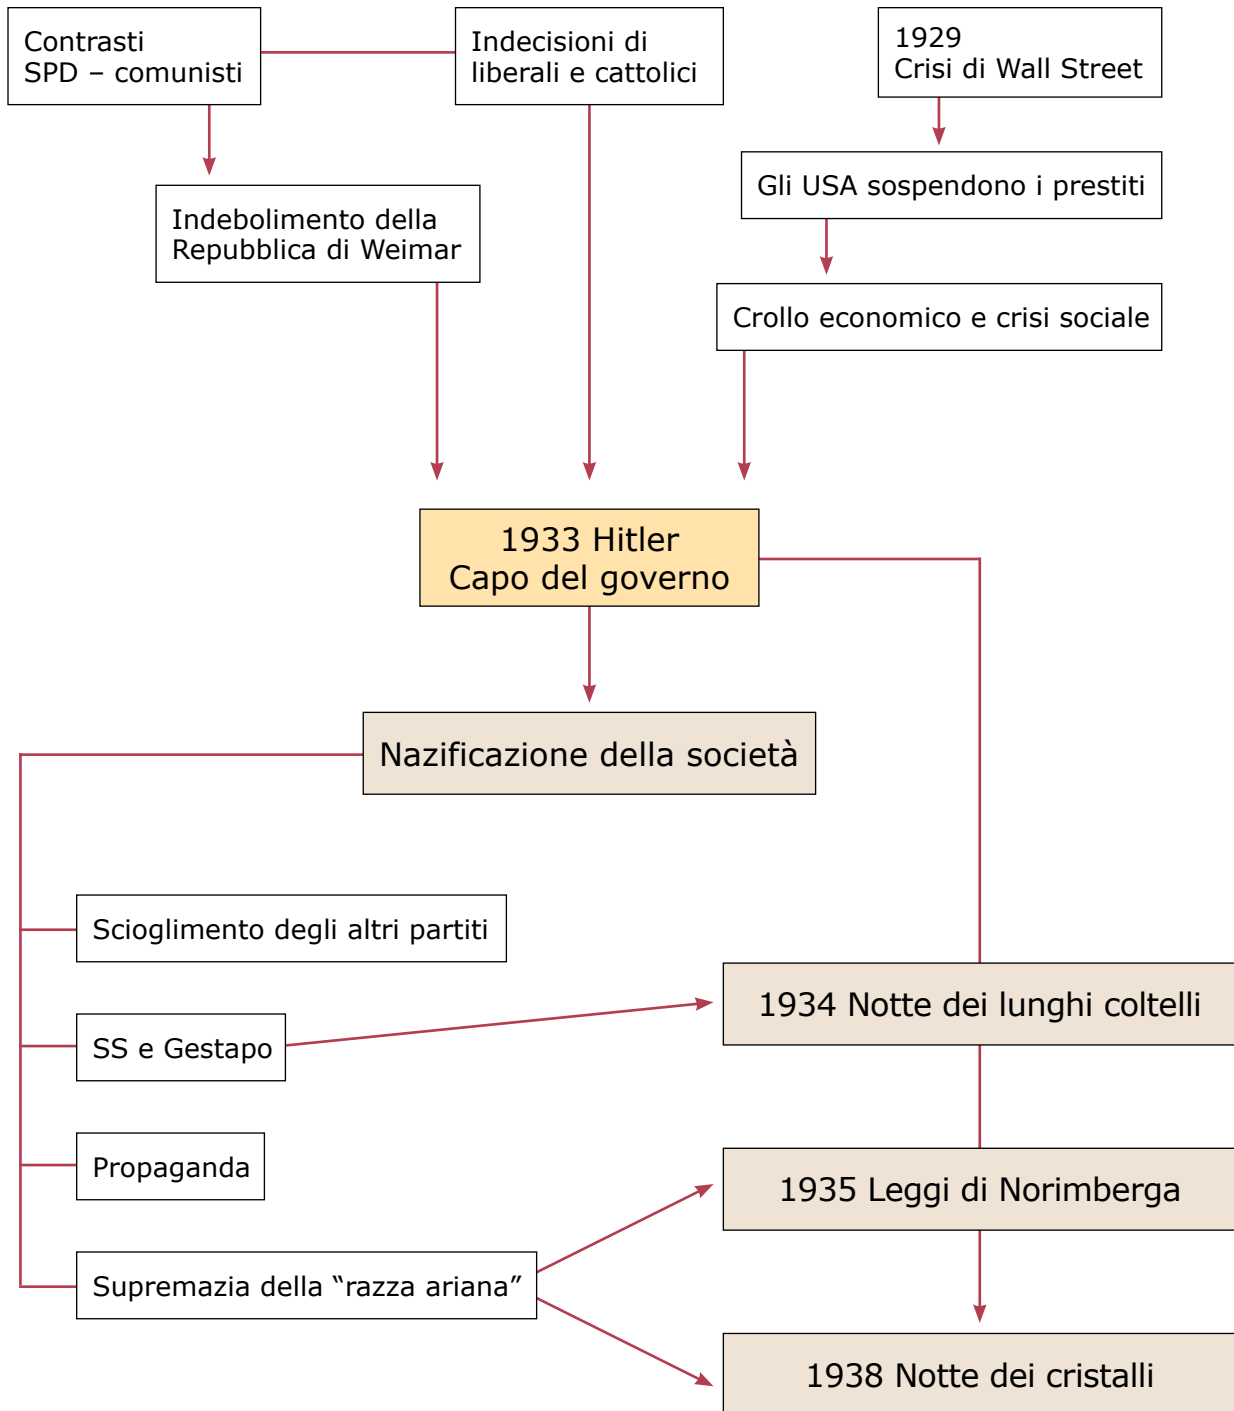 Contrasti
SPD – comunisti
Indecisioni di
liberali e cattolici
1929
Crisi di Wall Street
Gli USA sospendono i prestiti
Indebolimento della
Repubblica di Weimar
Crollo economico e crisi sociale
1933 Hitler
Capo del governo
Nazificazione della società
Scioglimento degli altri partiti
SS e Gestapo
1934 Notte dei lunghi coltelli
Propaganda
1935 Leggi di Norimberga
Supremazia della “razza ariana”
1938 Notte dei cristalli